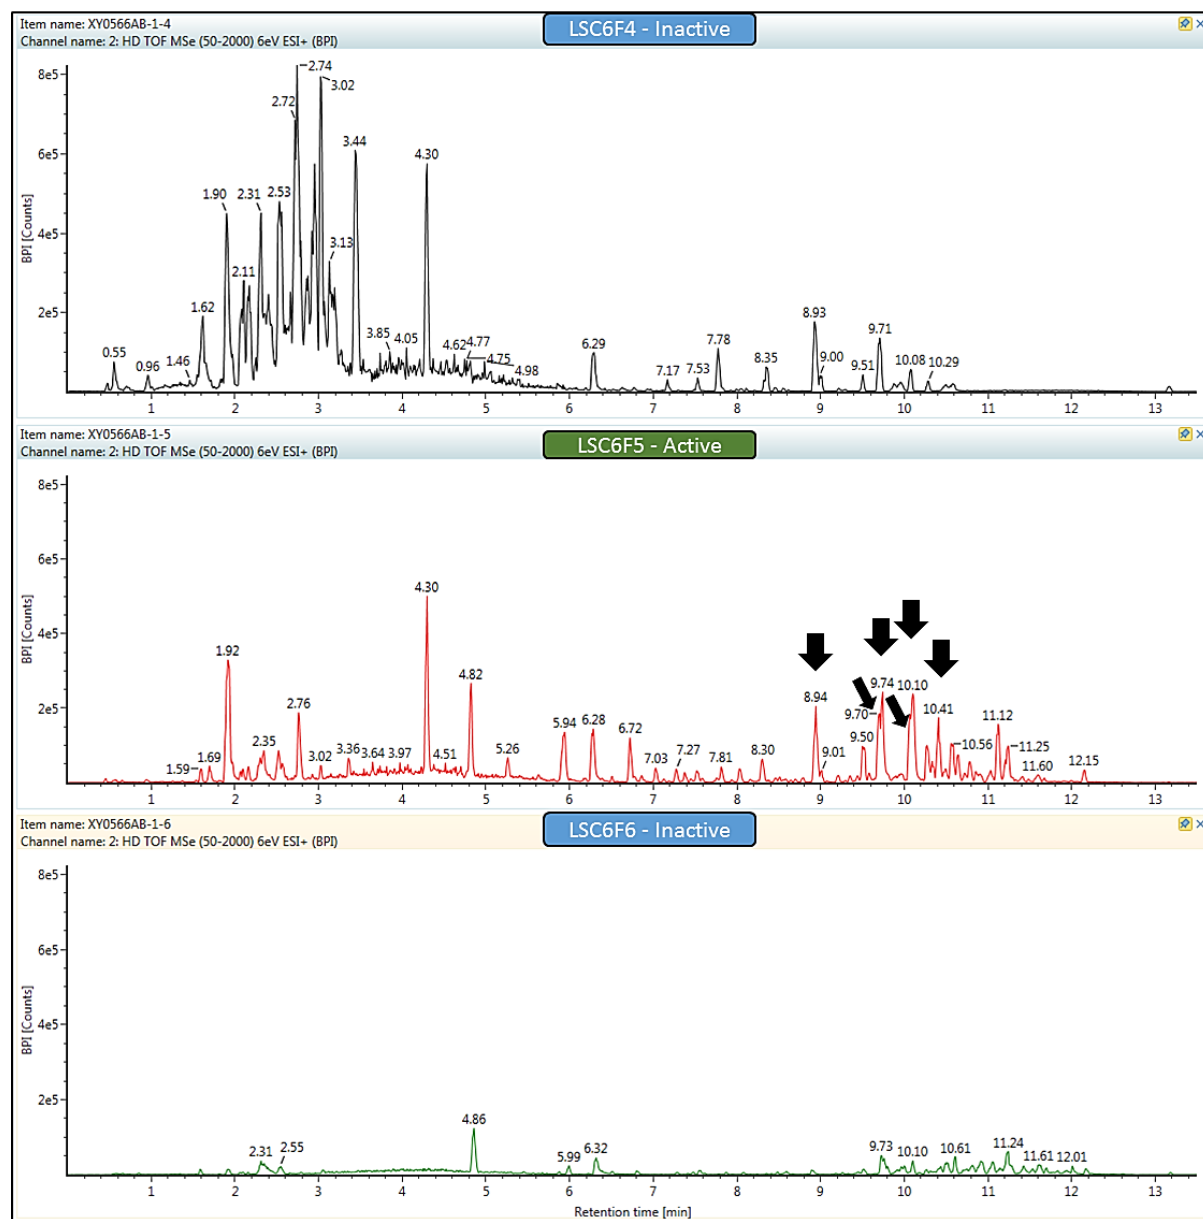 Item name: XY0566AB-1-4
Channel name: 2: HD TOF MSe (50-2000) 6eV ESI+ (BPI)
LSC6F4 - Inactive
8e5
6e5
4e5
2e5
BPI [Counts]
0.55
0.96
1.46
1.62
1.90
2.11
2.31
2.53
2.72
2.74
3.02
3.13
3.44
3.85
4.05
4.30
4.62
4.77
4.75
4.98
6.29
7.17
7.53
7.78
8.35
8.93
9.00
9.51
9.71
10.08
10.29
1 2 3 4 5 6 7 8 9 10 11 12 13
Item name: XY0566AB-1-5
Channel name: 2: HD TOF MSe (50-2000) 6eV ESI+ (BPI)
LSC6F5 - Active
8e5
6e5
4e5
2e5
BPI [Counts]
1.59
1.69
1.92
2.35
2.76
3.02
3.36
3.64
3.97
4.30
4.51
4.82
5.26
5.94
6.28
6.72
7.03
7.27
7.81
8.30
8.94
9.01
9.50
9.70
9.74
10.10
10.41
10.56
11.12
11.25
11.60
12.15
1 2 3 4 5 6 7 8 9 10 11 12 13
Item name: XY0566AB-1-6
Channel name: 2: HD TOF MSe (50-2000) 6eV ESI+ (BPI)
LSC6F6 - Inactive
8e5
6e5
4e5
2e5
BPI [Counts]
2.31
2.55
4.86
5.99
6.32
9.73
10.10
10.61
11.24
11.61
12.01
1 2 3 4 5 6 7 8 9 10 11 12 13
Retention time [min]